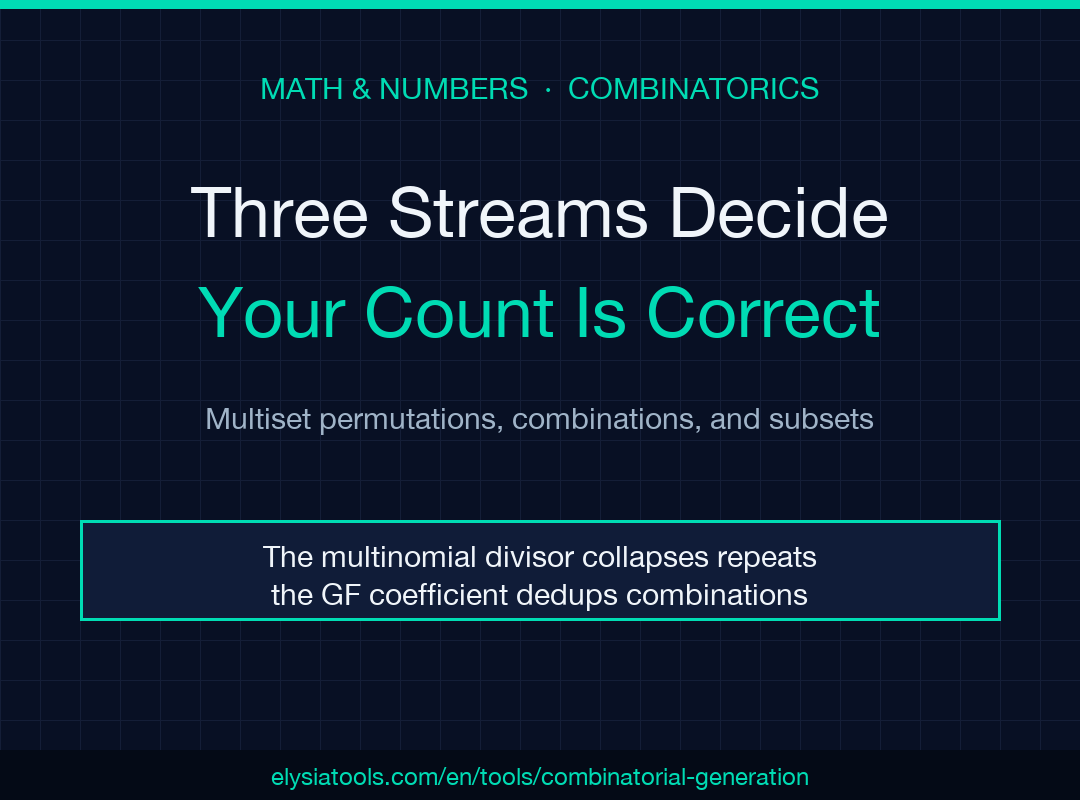 MATH & NUMBERS · COMBINATORICS
Three Streams Decide
Your Count Is Correct
Multiset permutations, combinations, and subsets
The multinomial divisor collapses repeats
the GF coefficient dedups combinations
elysiatools.com/en/tools/combinatorial-generation